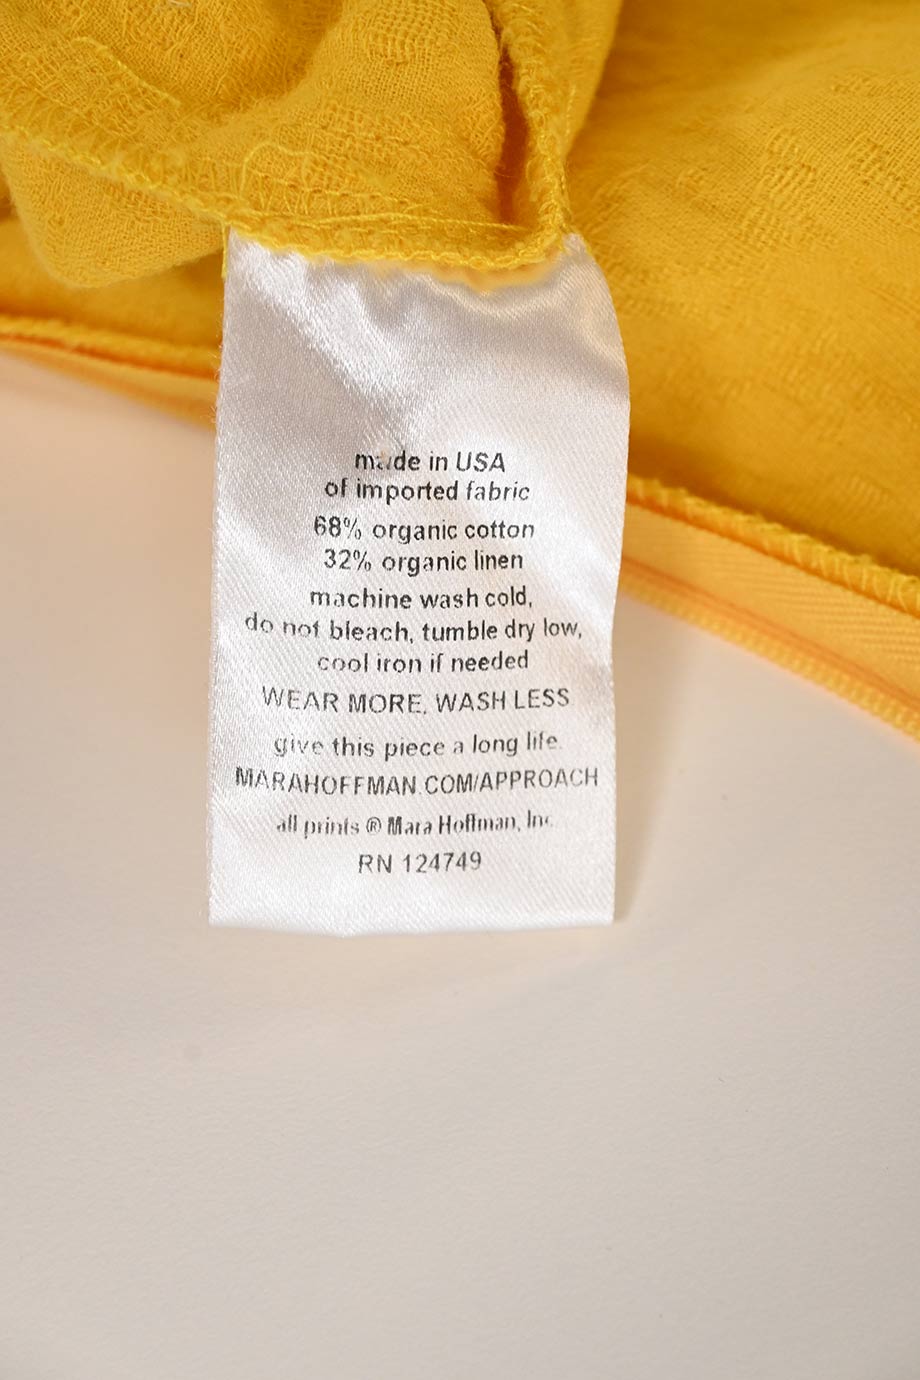 made in USA
of imported fabric
68% organic cotton
32% organic linen
machine wash cold,
do not bleach, tumble dry low,
cool iron if needed
WEAR MORE, WASH LESS
give this piece a long life.
MARAHOFFMAN.COM/APPROACH
all prints ® Mara Hoffman, Inc
RN 124749